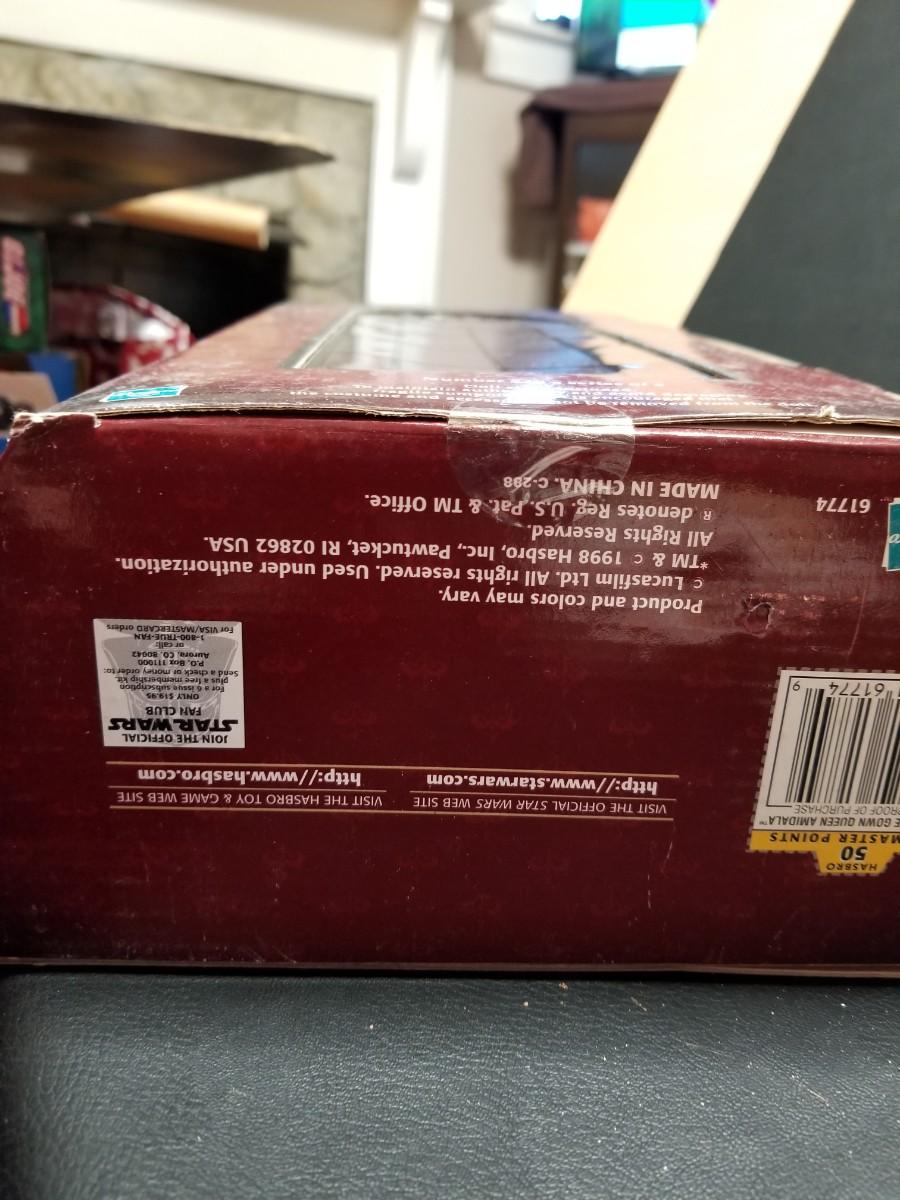 HASBRO
50
MASTER POINTS
E GOWN QUEEN AMIDALA™
PROOF OF PURCHASE
61774 9
VISIT THE OFFICIAL STAR WARS WEB SITE
http://www.starwars.com
VISIT THE HASBRO TOY & GAME WEB SITE
http://www.hasbro.com
JOIN THE OFFICIAL
STAR WARS
FAN CLUB
ONLY $19.95
For a 6 issue subscription
plus a free membership kit.
Send a check or money order to:
P.O. Box 111000
Aurora, CO. 80042
or call:
1-800-TRUE-FAN
For VISA/MASTERCARD orders
Product and colors may vary.
© Lucasfilm Ltd. All rights reserved. Used under authorization.
*TM & © 1998 Hasbro, Inc., Pawtucket, RI 02862 USA.
All Rights Reserved.
® denotes Reg. U.S. Pat. & TM Office.
MADE IN CHINA. C-288
61774